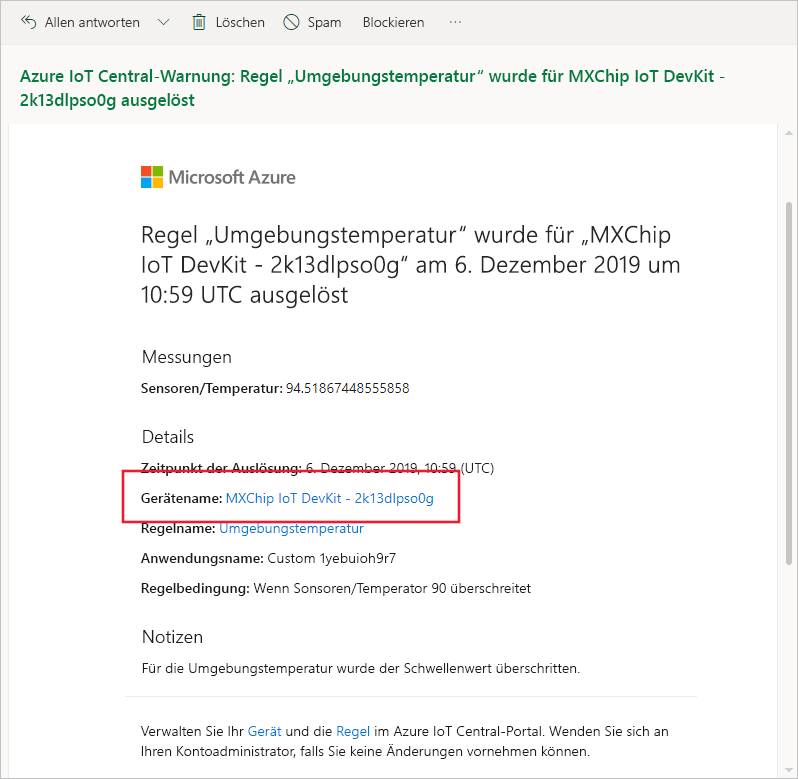 Allen antworten Löschen Spam Blockieren ...
Azure IoT Central-Warnung: Regel „Umgebungstemperatur“ wurde für MXChip IoT DevKit -
2k13dlpso0g ausgelöst
Microsoft Azure
Regel „Umgebungstemperatur“ wurde für „MXChip
IoT DevKit - 2k13dlpso0g“ am 6. Dezember 2019 um
10:59 UTC ausgelöst
Messungen
Sensoren/Temperatur: 94.51867448555858
Details
Zeitpunkt der Auslösung: 6. Dezember 2019, 10:59 (UTC)
Gerätename: MXChip IoT DevKit - 2k13dlpso0g
Regelname: Umgebungstemperatur
Anwendungsname: Custom 1yebuioh9r7
Regelbedingung: Wenn Sonsoren/Temperator 90 überschreitet
Notizen
Für die Umgebungstemperatur wurde der Schwellenwert überschritten.
Verwalten Sie Ihr Gerät und die Regel im Azure IoT Central-Portal. Wenden Sie sich an
Ihren Kontoadministrator, falls Sie keine Änderungen vornehmen können.